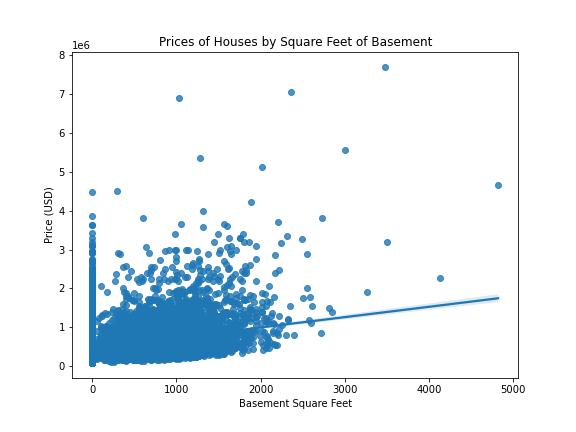 Prices of Houses by Square Feet of Basement
1e6
8
7
6
5
4
3
2
1
0
Price (USD)
0 1000 2000 3000 4000 5000
Basement Square Feet